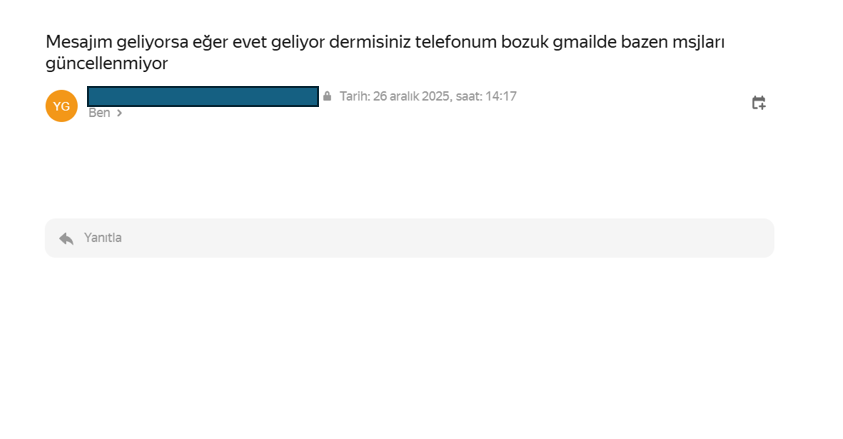 Mesajım geliyorsa eğer evet geliyor dermisiniz telefonum bozuk gmailde bazen msjları
güncellenmiyor
YG
Tarih: 26 aralık 2025, saat: 14:17
Ben >
Yanıtla